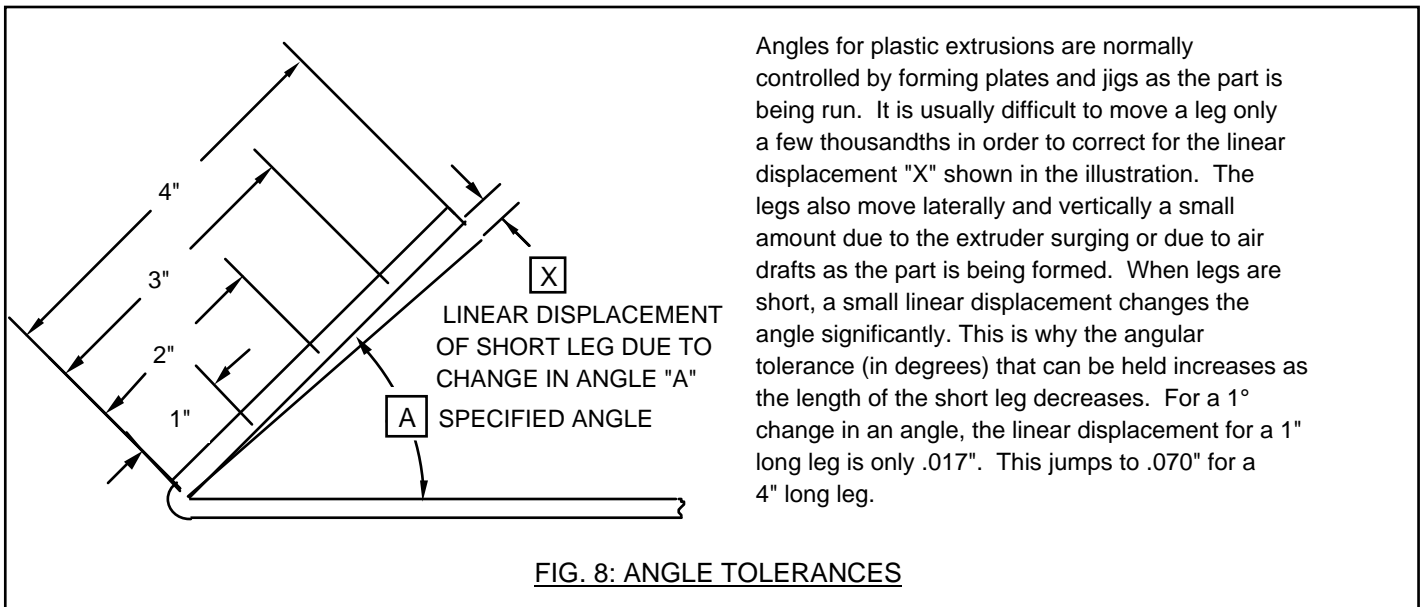 4"
3"
2"
1"
X
LINEAR DISPLACEMENT
OF SHORT LEG DUE TO
CHANGE IN ANGLE "A"
A SPECIFIED ANGLE
Angles for plastic extrusions are normally
controlled by forming plates and jigs as the part is
being run.  It is usually difficult to move a leg only
a few thousandths in order to correct for the linear
displacement "X" shown in the illustration.  The
legs also move laterally and vertically a small
amount due to the extruder surging or due to air
drafts as the part is being formed.  When legs are
short, a small linear displacement changes the
angle significantly. This is why the angular
tolerance (in degrees) that can be held increases as
the length of the short leg decreases.  For a 1°
change in an angle, the linear displacement for a 1"
long leg is only .017".  This jumps to .070" for a
4" long leg.
FIG. 8: ANGLE TOLERANCES